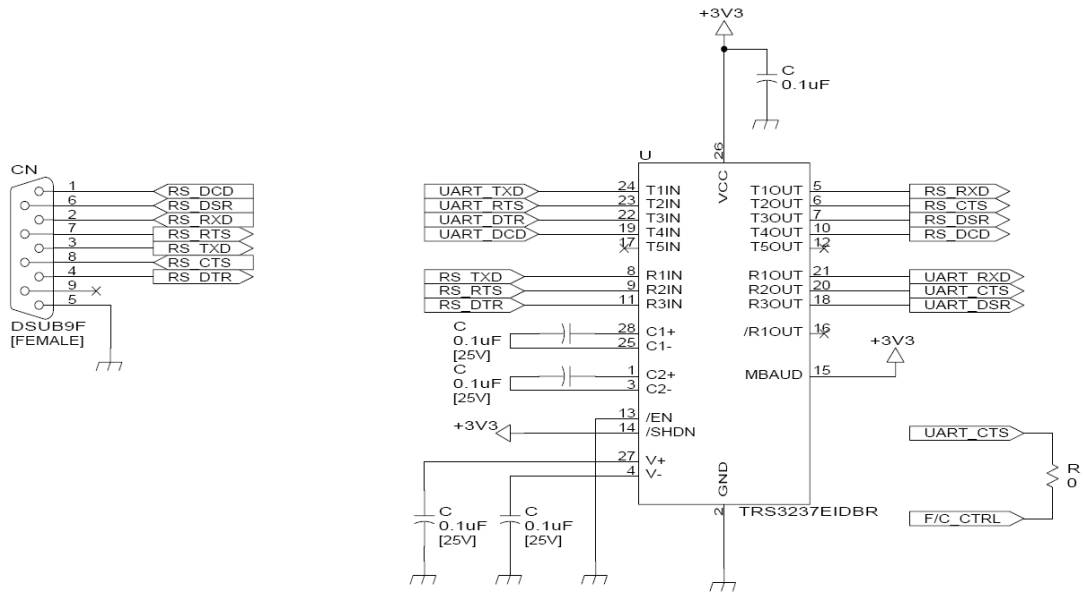 +3V3
C
0.1uF
CN
1 RS_DCD
6 RS_DSR
2 RS_RXD
7 RS_RTS
3 RS_TXD
8 RS_CTS
4 RS_DTR
9
5
DSUB9F
[FEMALE]
U
26
VCC
UART_TXD 24 T1IN T1OUT 5 RS_RXD
UART_RTS 23 T2IN T2OUT 6 RS_CTS
UART_DTR 22 T3IN T3OUT 7 RS_DSR
UART_DCD 19 T4IN T4OUT 10 RS_DCD
17 T5IN T5OUT 12
RS_TXD 8 R1IN R1OUT 21 UART_RXD
RS_RTS 9 R2IN R2OUT 20 UART_CTS
RS_DTR 11 R3IN R3OUT 18 UART_DSR
C
0.1uF
[25V]
28 C1+ /R1OUT 16
25 C1-
+3V3
C
0.1uF
[25V]
1 C2+ MBAUD 15
3 C2-
13 /EN
+3V3 14 /SHDN
27 V+
4 V-
GND
2
TRS3237EIDBR
C
0.1uF
[25V]
C
0.1uF
[25V]
UART_CTS
R
0
F/C_CTRL